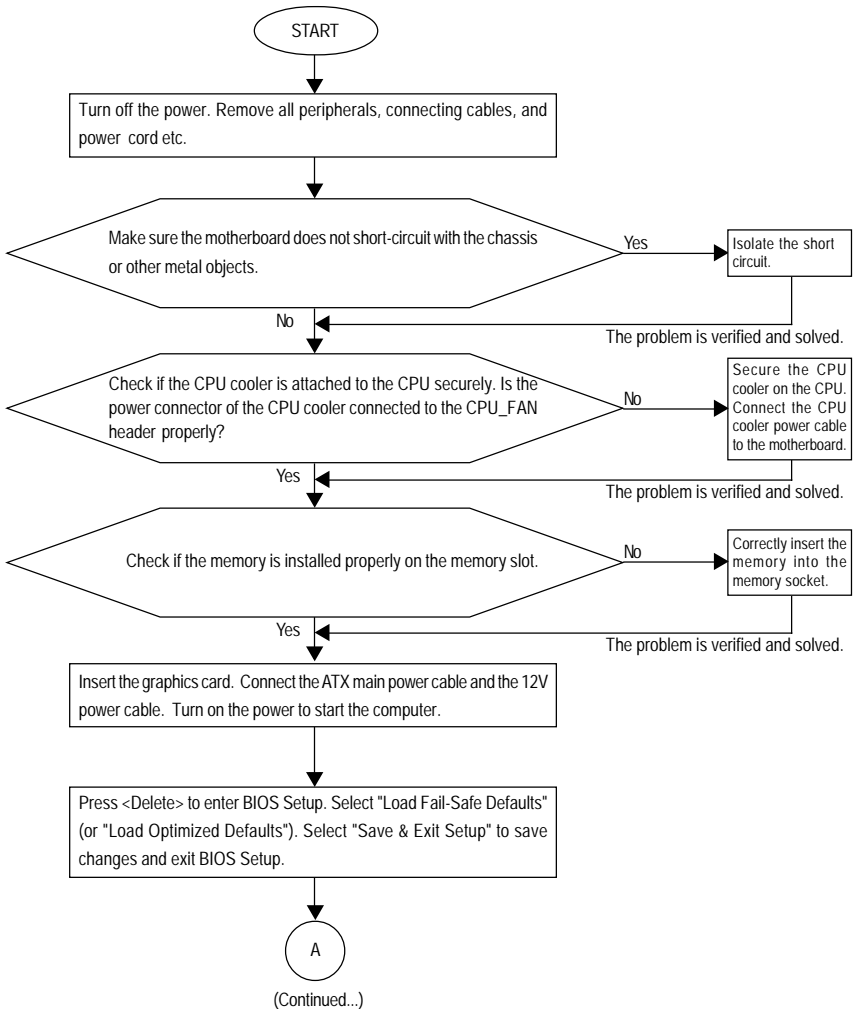 START
Turn off the power. Remove all peripherals, connecting cables, and
power cord etc.
Make sure the motherboard does not short-circuit with the chassis
or other metal objects.
Yes
Isolate the short
circuit.
No
The problem is verified and solved.
Check if the CPU cooler is attached to the CPU securely. Is the
power connector of the CPU cooler connected to the CPU_FAN
header properly?
No
Secure the CPU
cooler on the CPU.
Connect the CPU
cooler power cable
to the motherboard.
Yes
The problem is verified and solved.
Check if the memory is installed properly on the memory slot.
No
Correctly insert the
memory into the
memory socket.
Yes
The problem is verified and solved.
Insert the graphics card. Connect the ATX main power cable and the 12V
power cable. Turn on the power to start the computer.
Press <Delete> to enter BIOS Setup. Select "Load Fail-Safe Defaults"
(or "Load Optimized Defaults"). Select "Save & Exit Setup" to save
changes and exit BIOS Setup.
A
(Continued...)